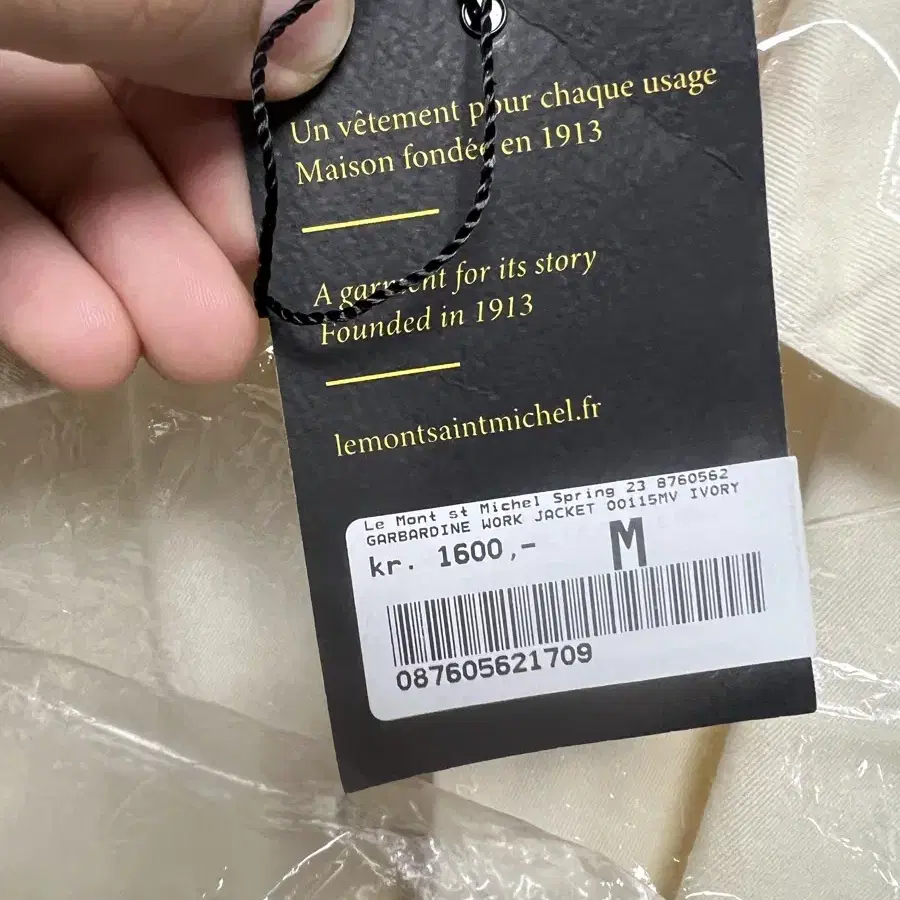 Un vêtement pour chaque usage
Maison fondée en 1913
A garment for its story
Founded in 1913
lemontsaintmichel.fr
Le Mont st Michel Spring 23 8760562
GARBARDINE WORK JACKET OO115MV IVORY
kr. 1600,- M
087605621709